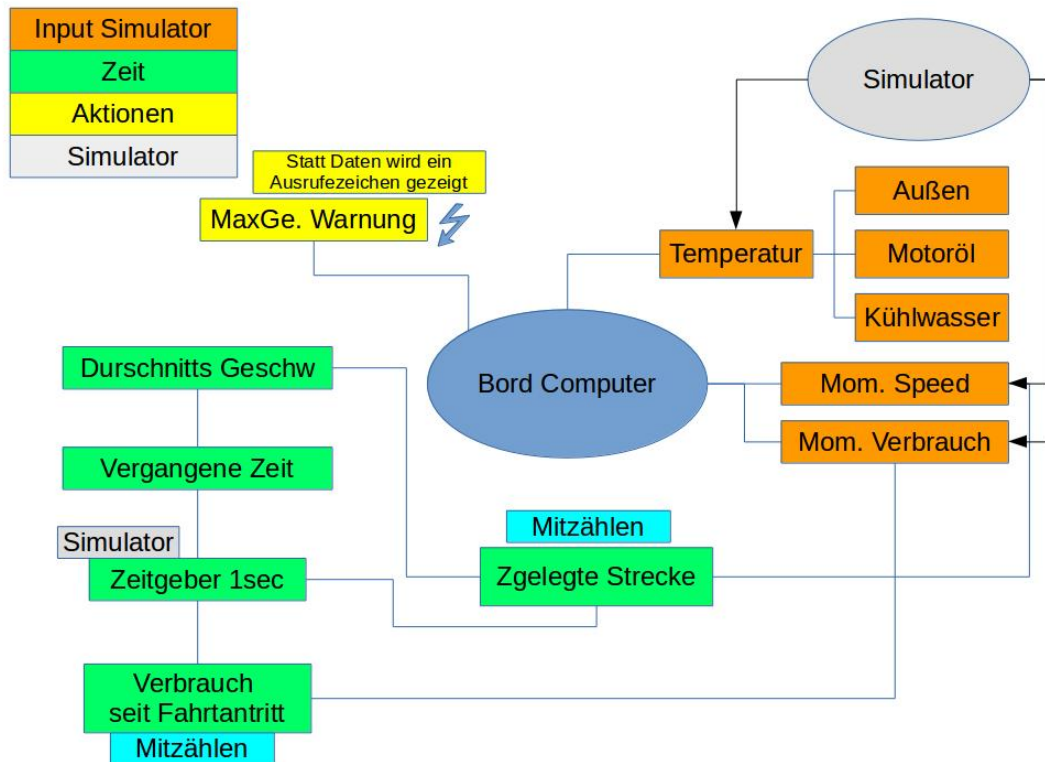 Input Simulator
Zeit
Aktionen
Simulator
Simulator
Statt Daten wird ein
Ausrufezeichen gezeigt
MaxGe. Warnung
Außen
Temperatur
Motoröl
Kühlwasser
Durschnitts Geschw
Bord Computer
Mom. Speed
Mom. Verbrauch
Vergangene Zeit
Mitzählen
Simulator
Zeitgeber 1sec
Zgelegte Strecke
Verbrauch
seit Fahrtantritt
Mitzählen